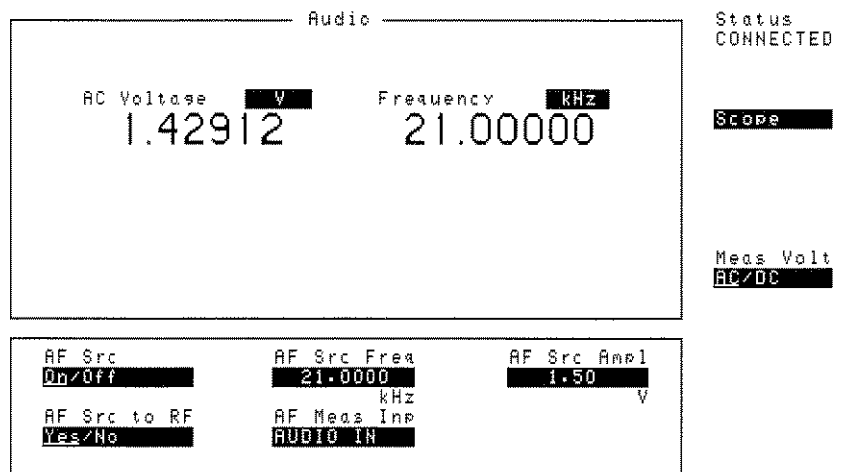 Audio
AC Voltage V
1.42912
Frequency kHz
21.00000
Status
CONNECTED
Scope
Meas Volt
AC/DC
AF Src
On/Off
AF Src to RF
Yes/No
AF Src Freq
21.0000
kHz
AF Meas Inp
AUDIO IN
AF Src Ampl
1.50
V